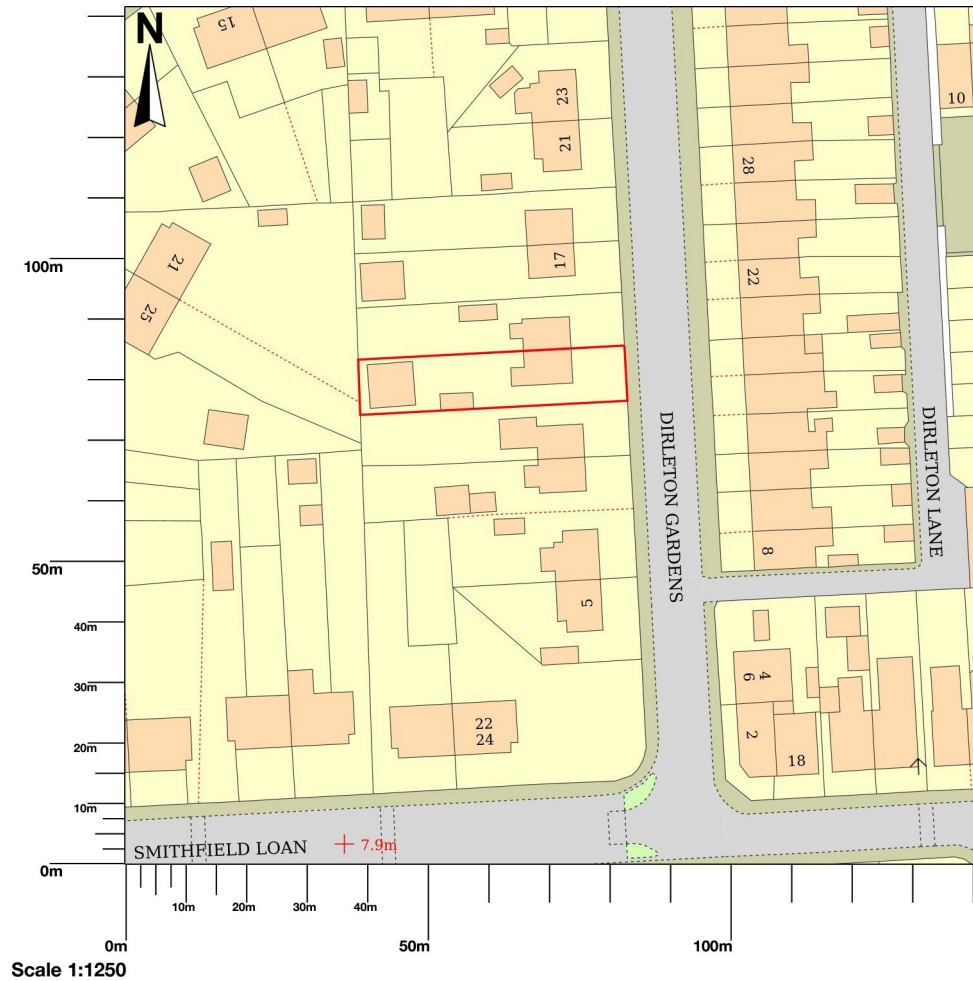 N
15
23
21
10
28
21
25
17
22
100m
DIRLETON GARDENS
DIRLETON LANE
50m
8
5
40m
30m
4
6
22
24
2
18
20m
10m
SMITHFIELD LOAN
7.9m
0m
10m
20m
30m
40m
0m
50m
100m
Scale 1:1250